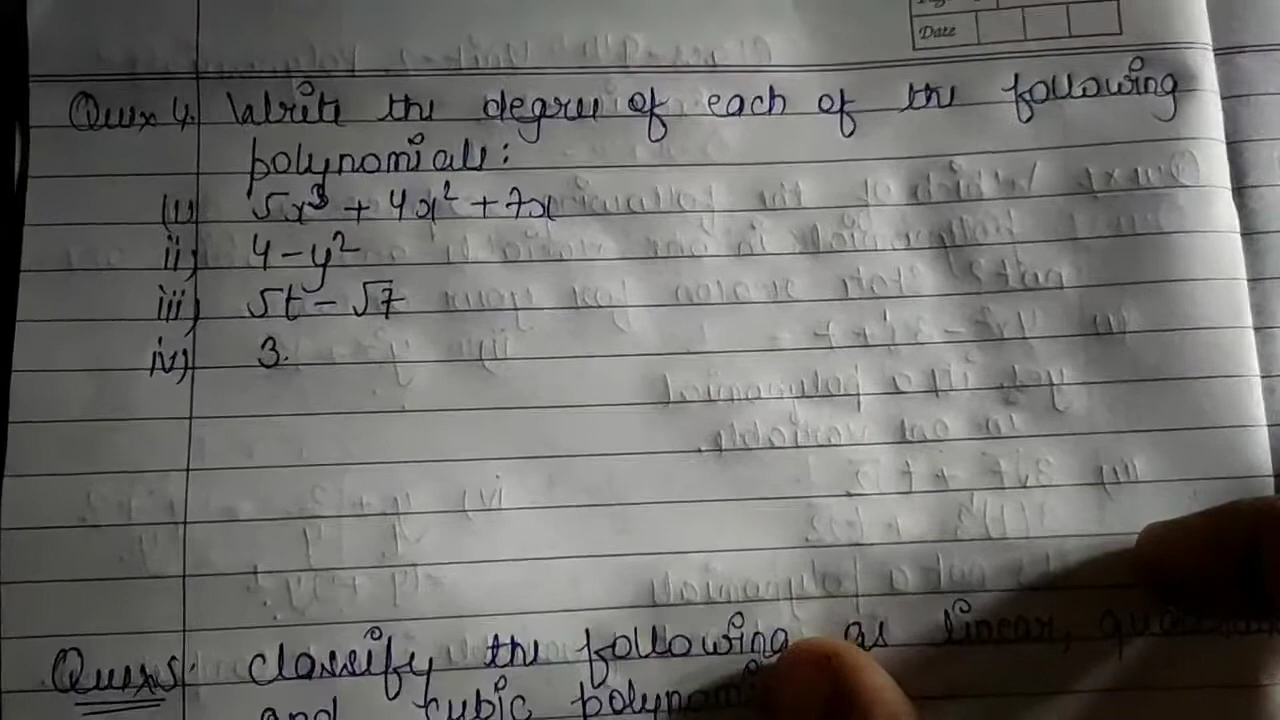 Date
Ques 4. Write the degree of each of the following
polynomials:
(i) 5x³ + 4x² + 7x
ii) 4 - y²
iii) 5t - √7
iv) 3.
Ques 5. Classify the following as linear,
and cubic